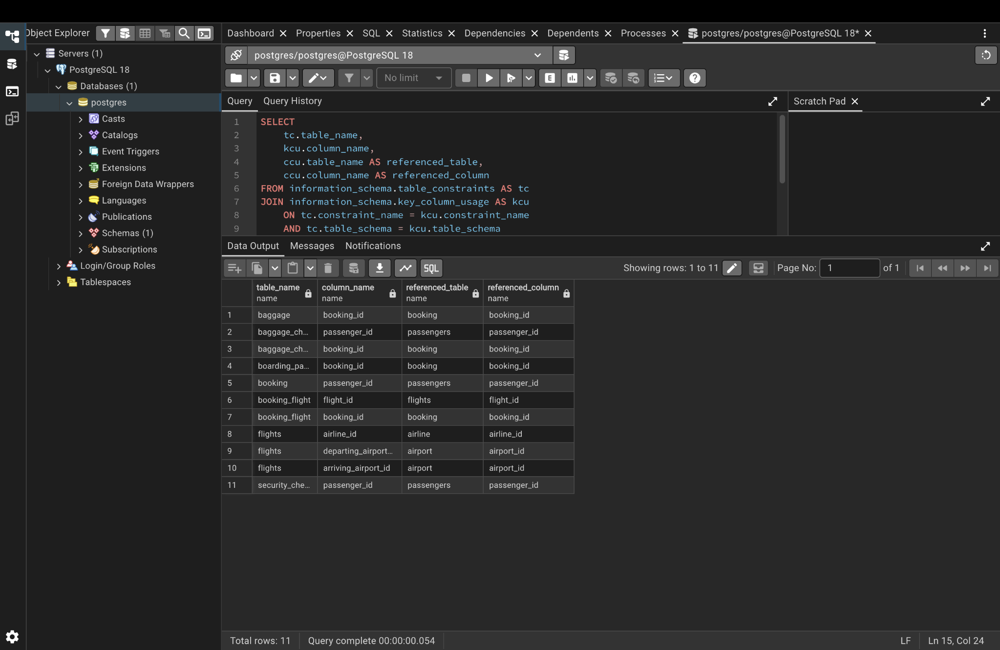 Object Explorer
Dashboard
Properties
SQL
Statistics
Dependencies
Dependents
Processes
postgres/postgres@PostgreSQL 18*
Servers (1)
PostgreSQL 18
Databases (1)
postgres
Casts
Catalogs
Event Triggers
Extensions
Foreign Data Wrappers
Languages
Publications
Schemas (1)
Subscriptions
Login/Group Roles
Tablespaces
postgres/postgres@PostgreSQL 18
No limit
E
Query
Query History
Scratch Pad
1 SELECT
2 tc.table_name,
3 kcu.column_name,
4 ccu.table_name AS referenced_table,
5 ccu.column_name AS referenced_column
6 FROM information_schema.table_constraints AS tc
7 JOIN information_schema.key_column_usage AS kcu
8 ON tc.constraint_name = kcu.constraint_name
9 AND tc.table_schema = kcu.table_schema
Data Output
Messages
Notifications
SQL
Showing rows: 1 to 11
Page No: 1 of 1
table_name name
column_name name
referenced_table name
referenced_column name
1 baggage booking_id booking booking_id
2 baggage_ch... passenger_id passengers passenger_id
3 baggage_ch... booking_id booking booking_id
4 boarding_pa... booking_id booking booking_id
5 booking passenger_id passengers passenger_id
6 booking_flight flight_id flights flight_id
7 booking_flight booking_id booking booking_id
8 flights airline_id airline airline_id
9 flights departing_airport... airport airport_id
10 flights arriving_airport_id airport airport_id
11 security_che... passenger_id passengers passenger_id
Total rows: 11
Query complete 00:00:00.054
LF
Ln 15, Col 24